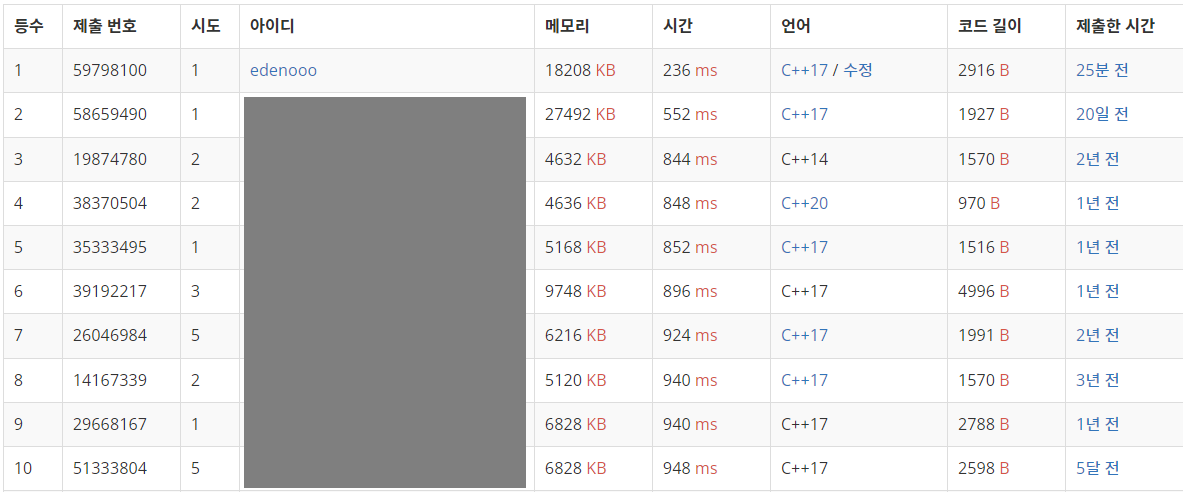 등수 제출 번호 시도 아이디 메모리 시간 언어 코드 길이 제출한 시간
1 59798100 1 edenooo 18208 KB 236 ms C++17 / 수정 2916 B 25분 전
2 58659490 1 27492 KB 552 ms C++17 1927 B 20일 전
3 19874780 2 4632 KB 844 ms C++14 1570 B 2년 전
4 38370504 2 4636 KB 848 ms C++20 970 B 1년 전
5 35333495 1 5168 KB 852 ms C++17 1516 B 1년 전
6 39192217 3 9748 KB 896 ms C++17 4996 B 1년 전
7 26046984 5 6216 KB 924 ms C++17 1991 B 2년 전
8 14167339 2 5120 KB 940 ms C++17 1570 B 3년 전
9 29668167 1 6828 KB 940 ms C++17 2788 B 1년 전
10 51333804 5 6828 KB 948 ms C++17 2598 B 5달 전